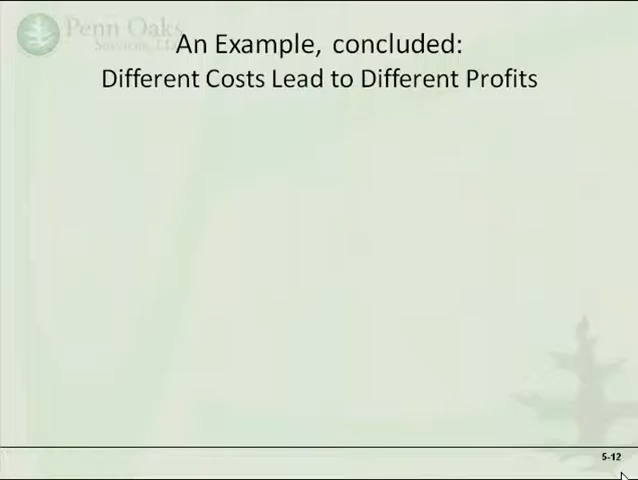 Penn Oaks
An Example, concluded:
Different Costs Lead to Different Profits
5-12